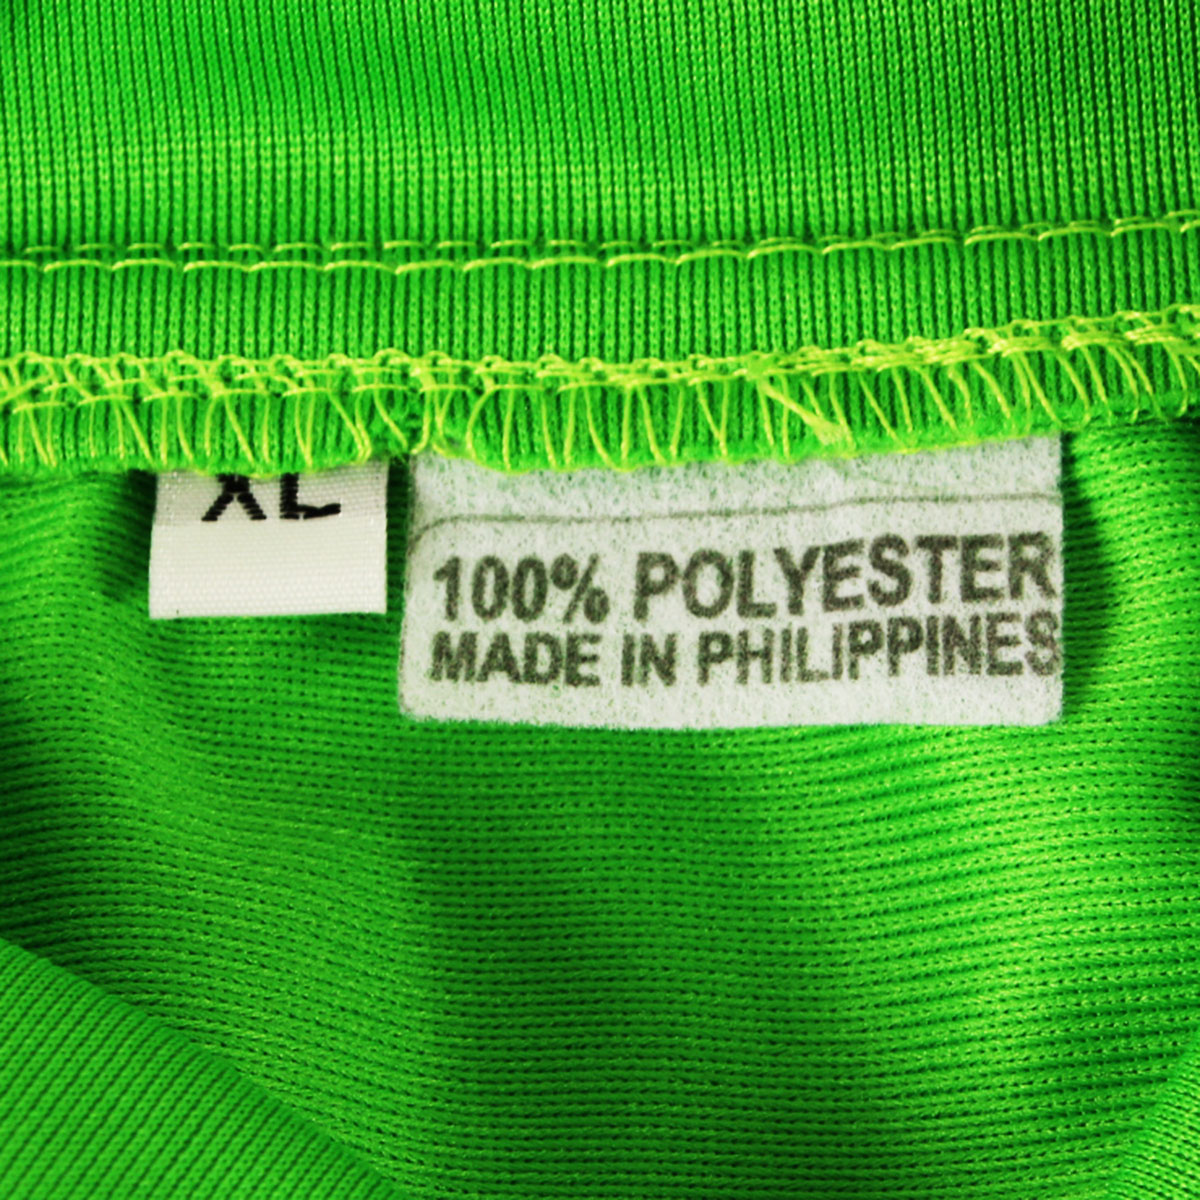 XL
100% POLYESTER
MADE IN PHILIPPINES